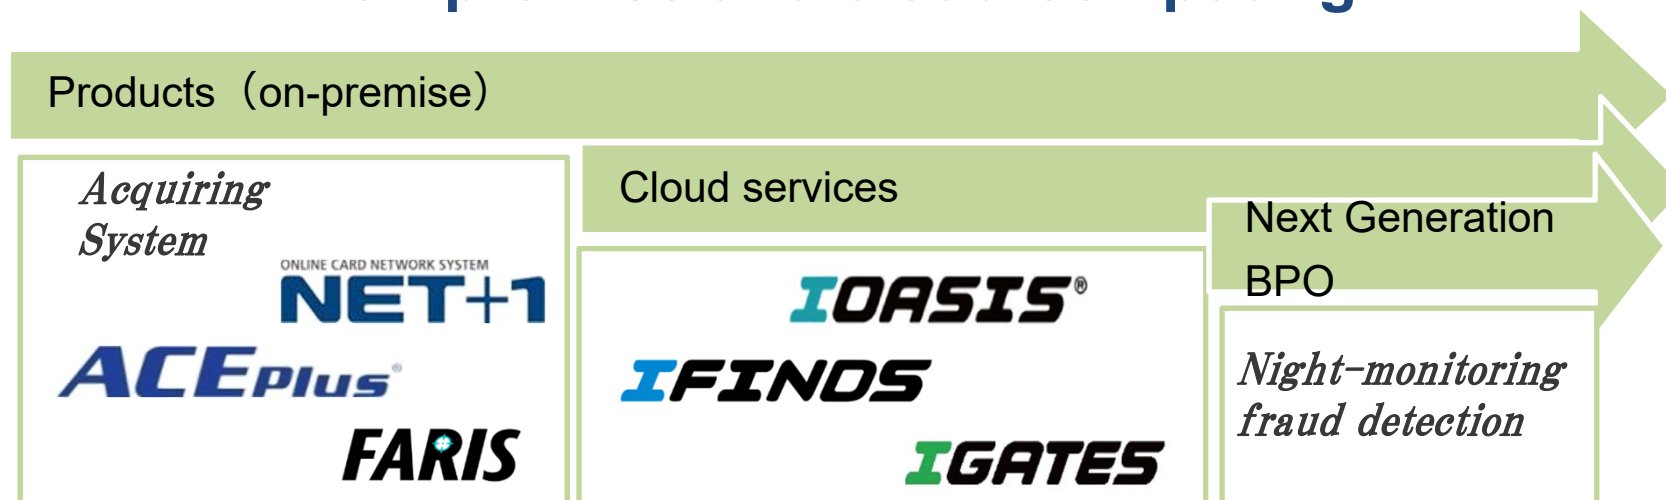 Products（on-premise）
Acquiring
System
ONLINE CARD NETWORK SYSTEM
NET+1
ACEPlus®
FARIS
Cloud services
IOASIS®
IFINDS
IGATES
Next Generation
BPO
Night-monitoring
fraud detection